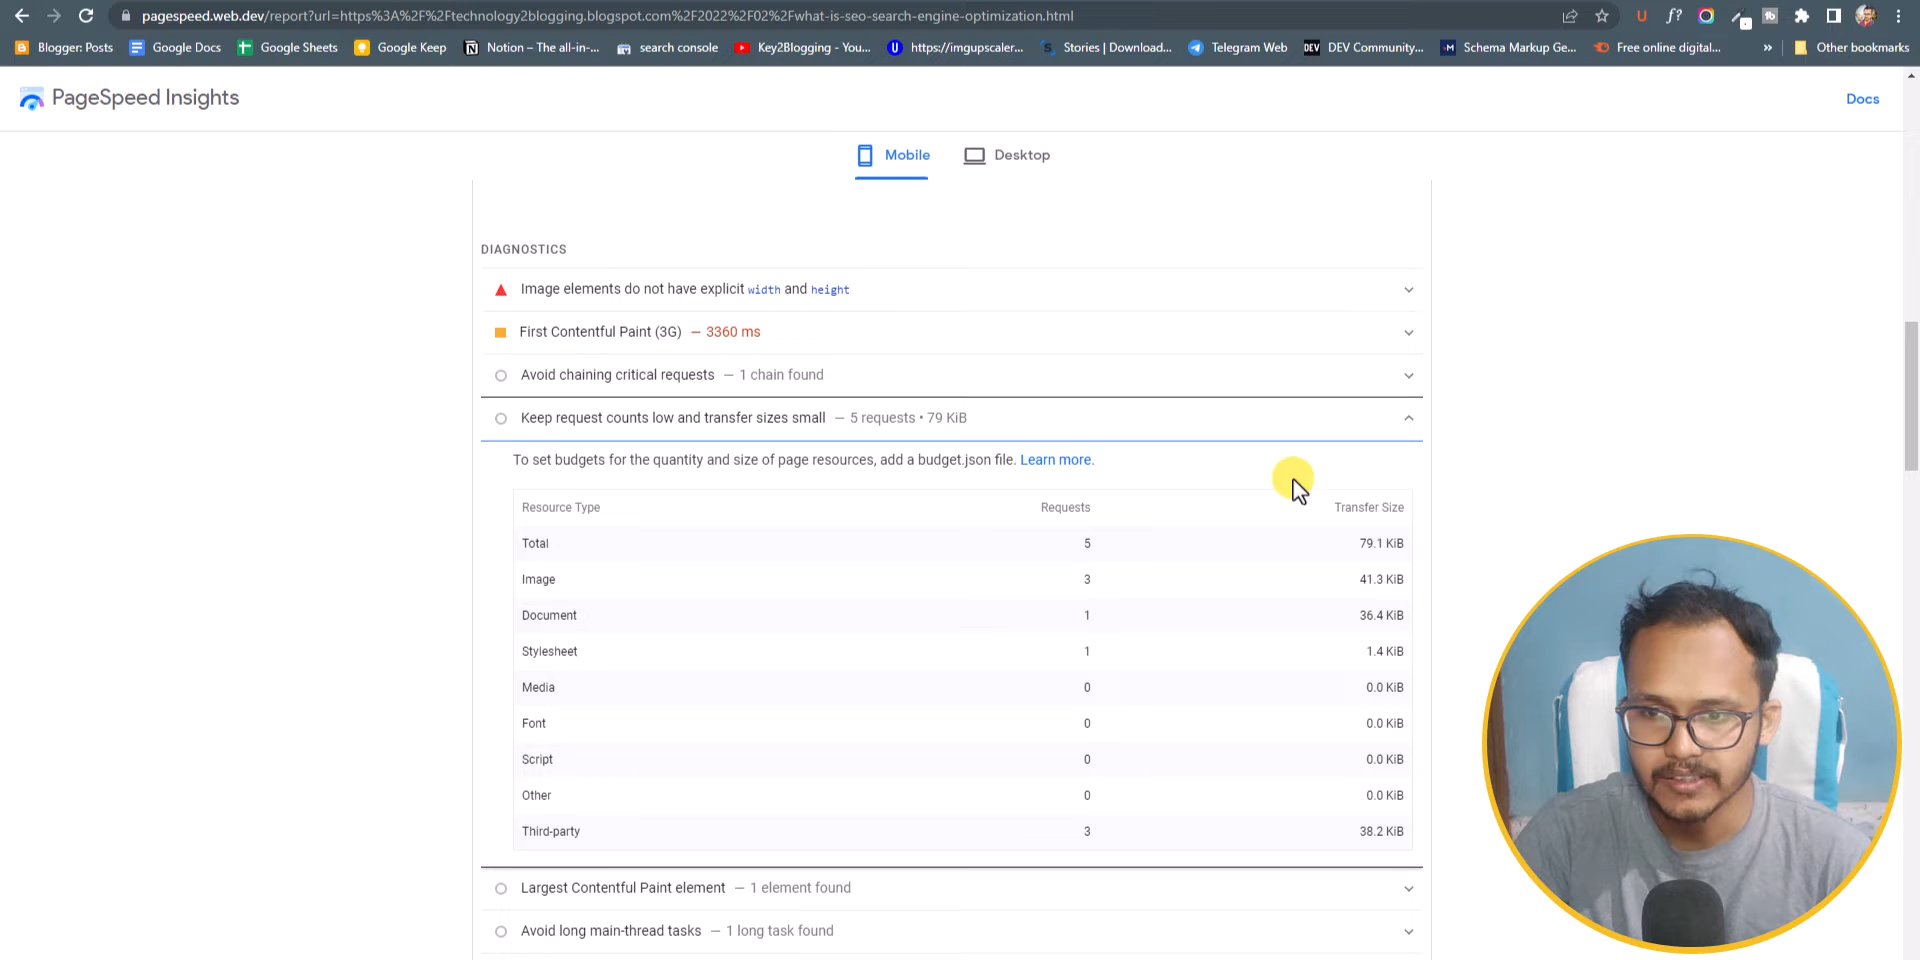 pagespeed.web.dev/report?url=https%3A%2F%2Ftechnology2blogging.blogspot.com%2F2022%2F02%2Fwhat-is-seo-search-engine-optimization.html
Blogger: Posts
Google Docs
Google Sheets
Google Keep
Notion – The all-in-...
search console
Key2Blogging - You...
https://imgupscaler...
Stories | Download...
Telegram Web
DEV Community...
Schema Markup Ge...
Free online digital...
»
Other bookmarks
PageSpeed Insights
Docs
Mobile
Desktop
DIAGNOSTICS
Image elements do not have explicit width and height
First Contentful Paint (3G) — 3360 ms
Avoid chaining critical requests — 1 chain found
Keep request counts low and transfer sizes small — 5 requests • 79 KiB
To set budgets for the quantity and size of page resources, add a budget.json file. Learn more.
Resource Type Requests Transfer Size
Total 5 79.1 KiB
Image 3 41.3 KiB
Document 1 36.4 KiB
Stylesheet 1 1.4 KiB
Media 0 0.0 KiB
Font 0 0.0 KiB
Script 0 0.0 KiB
Other 0 0.0 KiB
Third-party 3 38.2 KiB
Largest Contentful Paint element — 1 element found
Avoid long main-thread tasks — 1 long task found